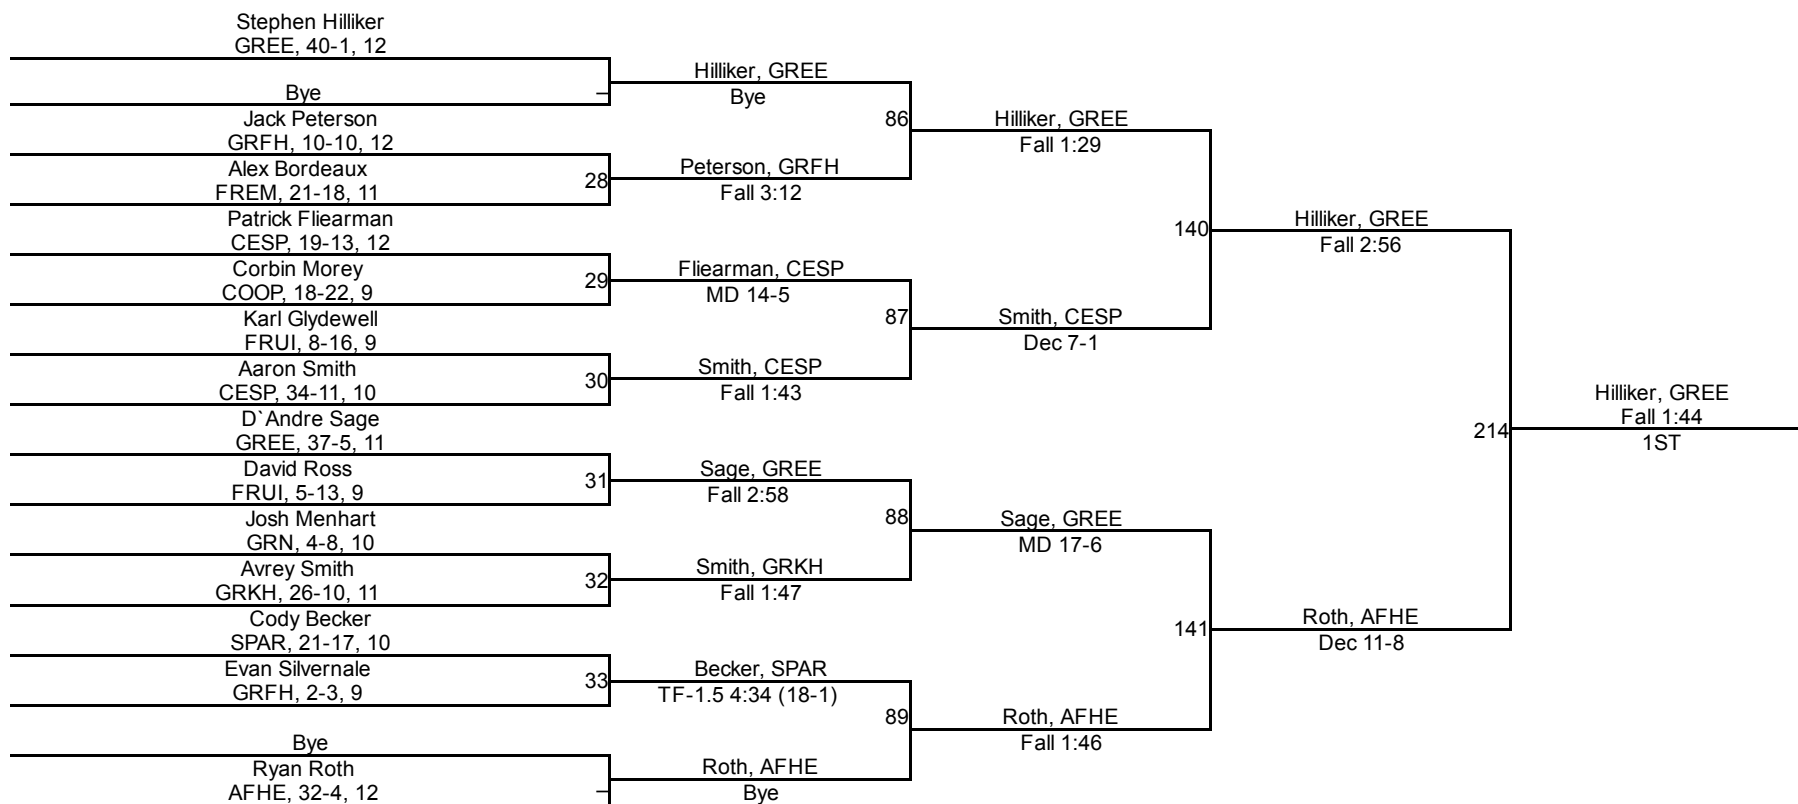 Stephen Hilliker
GREE, 40-1, 12
Bye
Jack Peterson
GRFH, 10-10, 12
Alex Bordeaux
FREM, 21-18, 11
Patrick Fliearman
CESP, 19-13, 12
Corbin Morey
COOP, 18-22, 9
Karl Glydewell
FRUI, 8-16, 9
Aaron Smith
CESP, 34-11, 10
D`Andre Sage
GREE, 37-5, 11
David Ross
FRUI, 5-13, 9
Josh Menhart
GRN, 4-8, 10
Avrey Smith
GRKH, 26-10, 11
Cody Becker
SPAR, 21-17, 10
Evan Silvernale
GRFH, 2-3, 9
Bye
Ryan Roth
AFHE, 32-4, 12
28
29
30
31
32
33
Hilliker, GREE
Bye
Peterson, GRFH
Fall 3:12
Fliearman, CESP
MD 14-5
Smith, CESP
Fall 1:43
Sage, GREE
Fall 2:58
Smith, GRKH
Fall 1:47
Becker, SPAR
TF-1.5 4:34 (18-1)
Roth, AFHE
Bye
86
87
88
89
Hilliker, GREE
Fall 1:29
Smith, CESP
Dec 7-1
Sage, GREE
MD 17-6
Roth, AFHE
Fall 1:46
140
141
Hilliker, GREE
Fall 2:56
Roth, AFHE
Dec 11-8
214
Hilliker, GREE
Fall 1:44
1ST